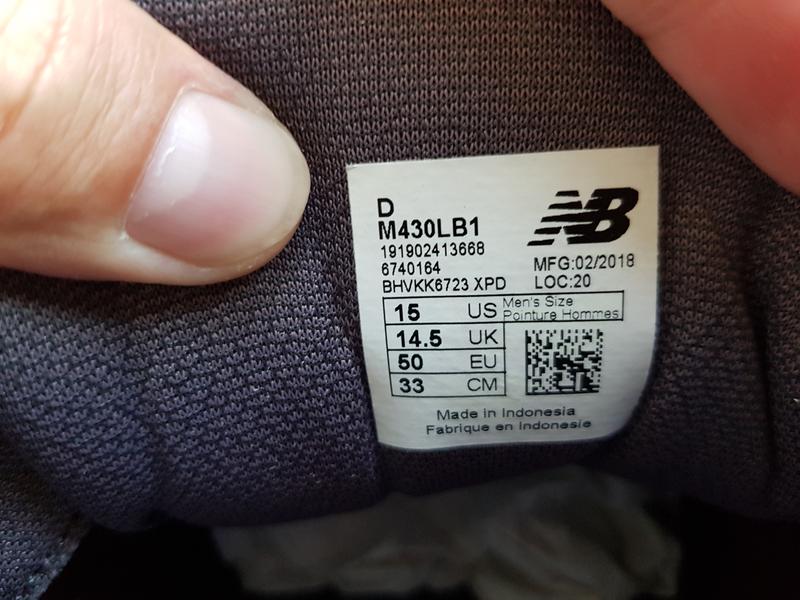 D
M430LB1
191902413668
6740164
BHVKK6723 XPD
NB
MFG:02/2018
LOC:20
15 US Men's Size
Pointure Hommes
14.5 UK
50 EU
33 CM
Made in Indonesia
Fabrique en Indonesie